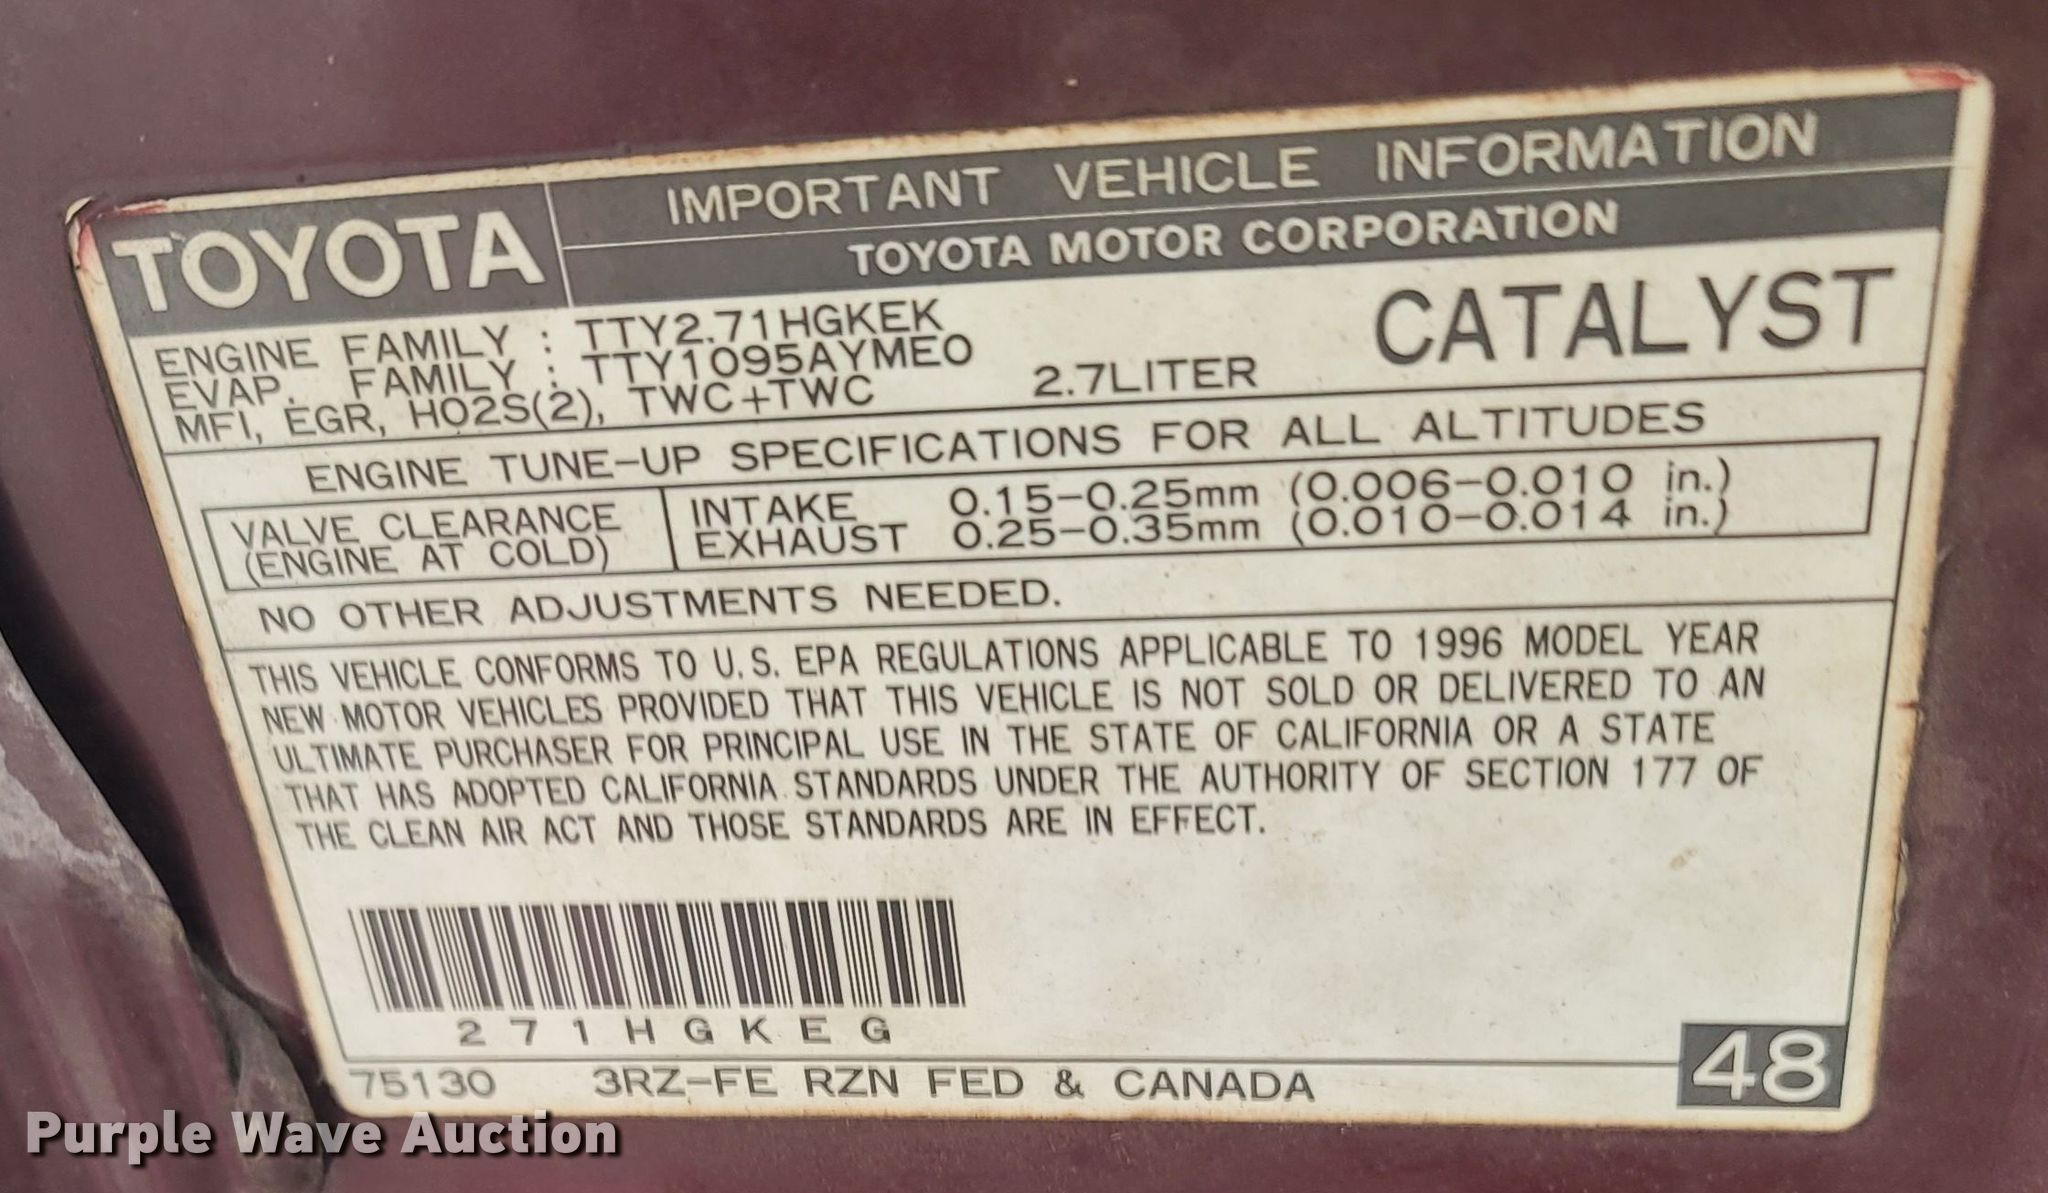 TOYOTA
IMPORTANT VEHICLE INFORMATION
TOYOTA MOTOR CORPORATION
ENGINE FAMILY : TTY2.71HGKEK
EVAP. FAMILY : TTY1095AYMEO
MFI, EGR, HO2S(2), TWC+TWC 2.7LITER
CATALYST
ENGINE TUNE-UP SPECIFICATIONS FOR ALL ALTITUDES
VALVE CLEARANCE
(ENGINE AT COLD)
INTAKE 0.15-0.25mm (0.006-0.010 in.)
EXHAUST 0.25-0.35mm (0.010-0.014 in.)
NO OTHER ADJUSTMENTS NEEDED.
THIS VEHICLE CONFORMS TO U.S. EPA REGULATIONS APPLICABLE TO 1996 MODEL YEAR
NEW MOTOR VEHICLES PROVIDED THAT THIS VEHICLE IS NOT SOLD OR DELIVERED TO AN
ULTIMATE PURCHASER FOR PRINCIPAL USE IN THE STATE OF CALIFORNIA OR A STATE
THAT HAS ADOPTED CALIFORNIA STANDARDS UNDER THE AUTHORITY OF SECTION 177 OF
THE CLEAN AIR ACT AND THOSE STANDARDS ARE IN EFFECT.
271HGKEG
75130 3RZ-FE RZN FED & CANADA
48
Purple Wave Auction